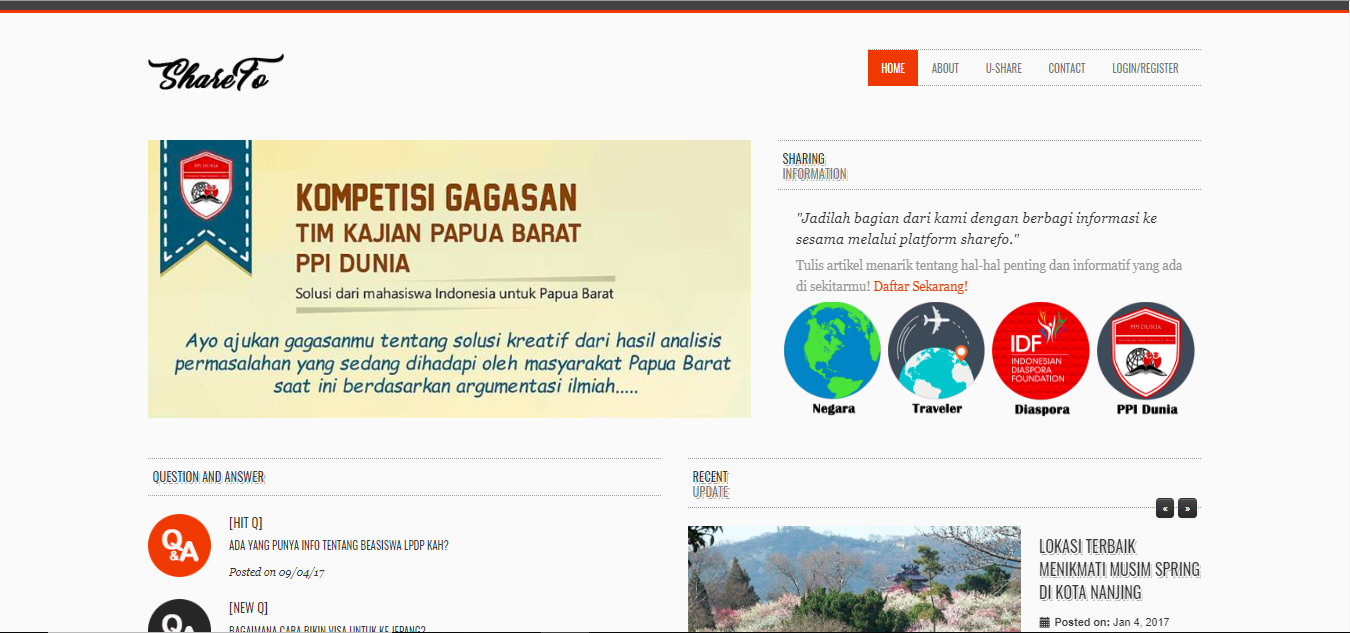 ShareFo
HOME ABOUT U-SHARE CONTACT LOGIN/REGISTER
PPI DUNIA
KOMPETISI GAGASAN
TIM KAJIAN PAPUA BARAT
PPI DUNIA
Solusi dari mahasiswa Indonesia untuk Papua Barat
Ayo ajukan gagasanmu tentang solusi kreatif dari hasil analisis
permasalahan yang sedang dihadapi oleh masyarakat Papua Barat
saat ini berdasarkan argumentasi ilmiah.....
SHARING
INFORMATION
"Jadilah bagian dari kami dengan berbagi informasi ke
sesama melalui platform sharefo."
Tulis artikel menarik tentang hal-hal penting dan informatif yang ada
di sekitarmu! Daftar Sekarang!
IDF
INDONESIAN
DIASPORA
FOUNDATION
PPI DUNIA
Negara Traveler Diaspora PPI Dunia
QUESTION AND ANSWER
Q&A
[HIT Q]
ADA YANG PUNYA INFO TENTANG BEASISWA LPDP KAH?
Posted on 09/04/17
[NEW Q]
BAGAIMANA CARA BIKIN VISA UNTUK KE JEPANG?
RECENT
UPDATE
« »
LOKASI TERBAIK
MENIKMATI MUSIM SPRING
DI KOTA NANJING
Posted on: Jan 4, 2017